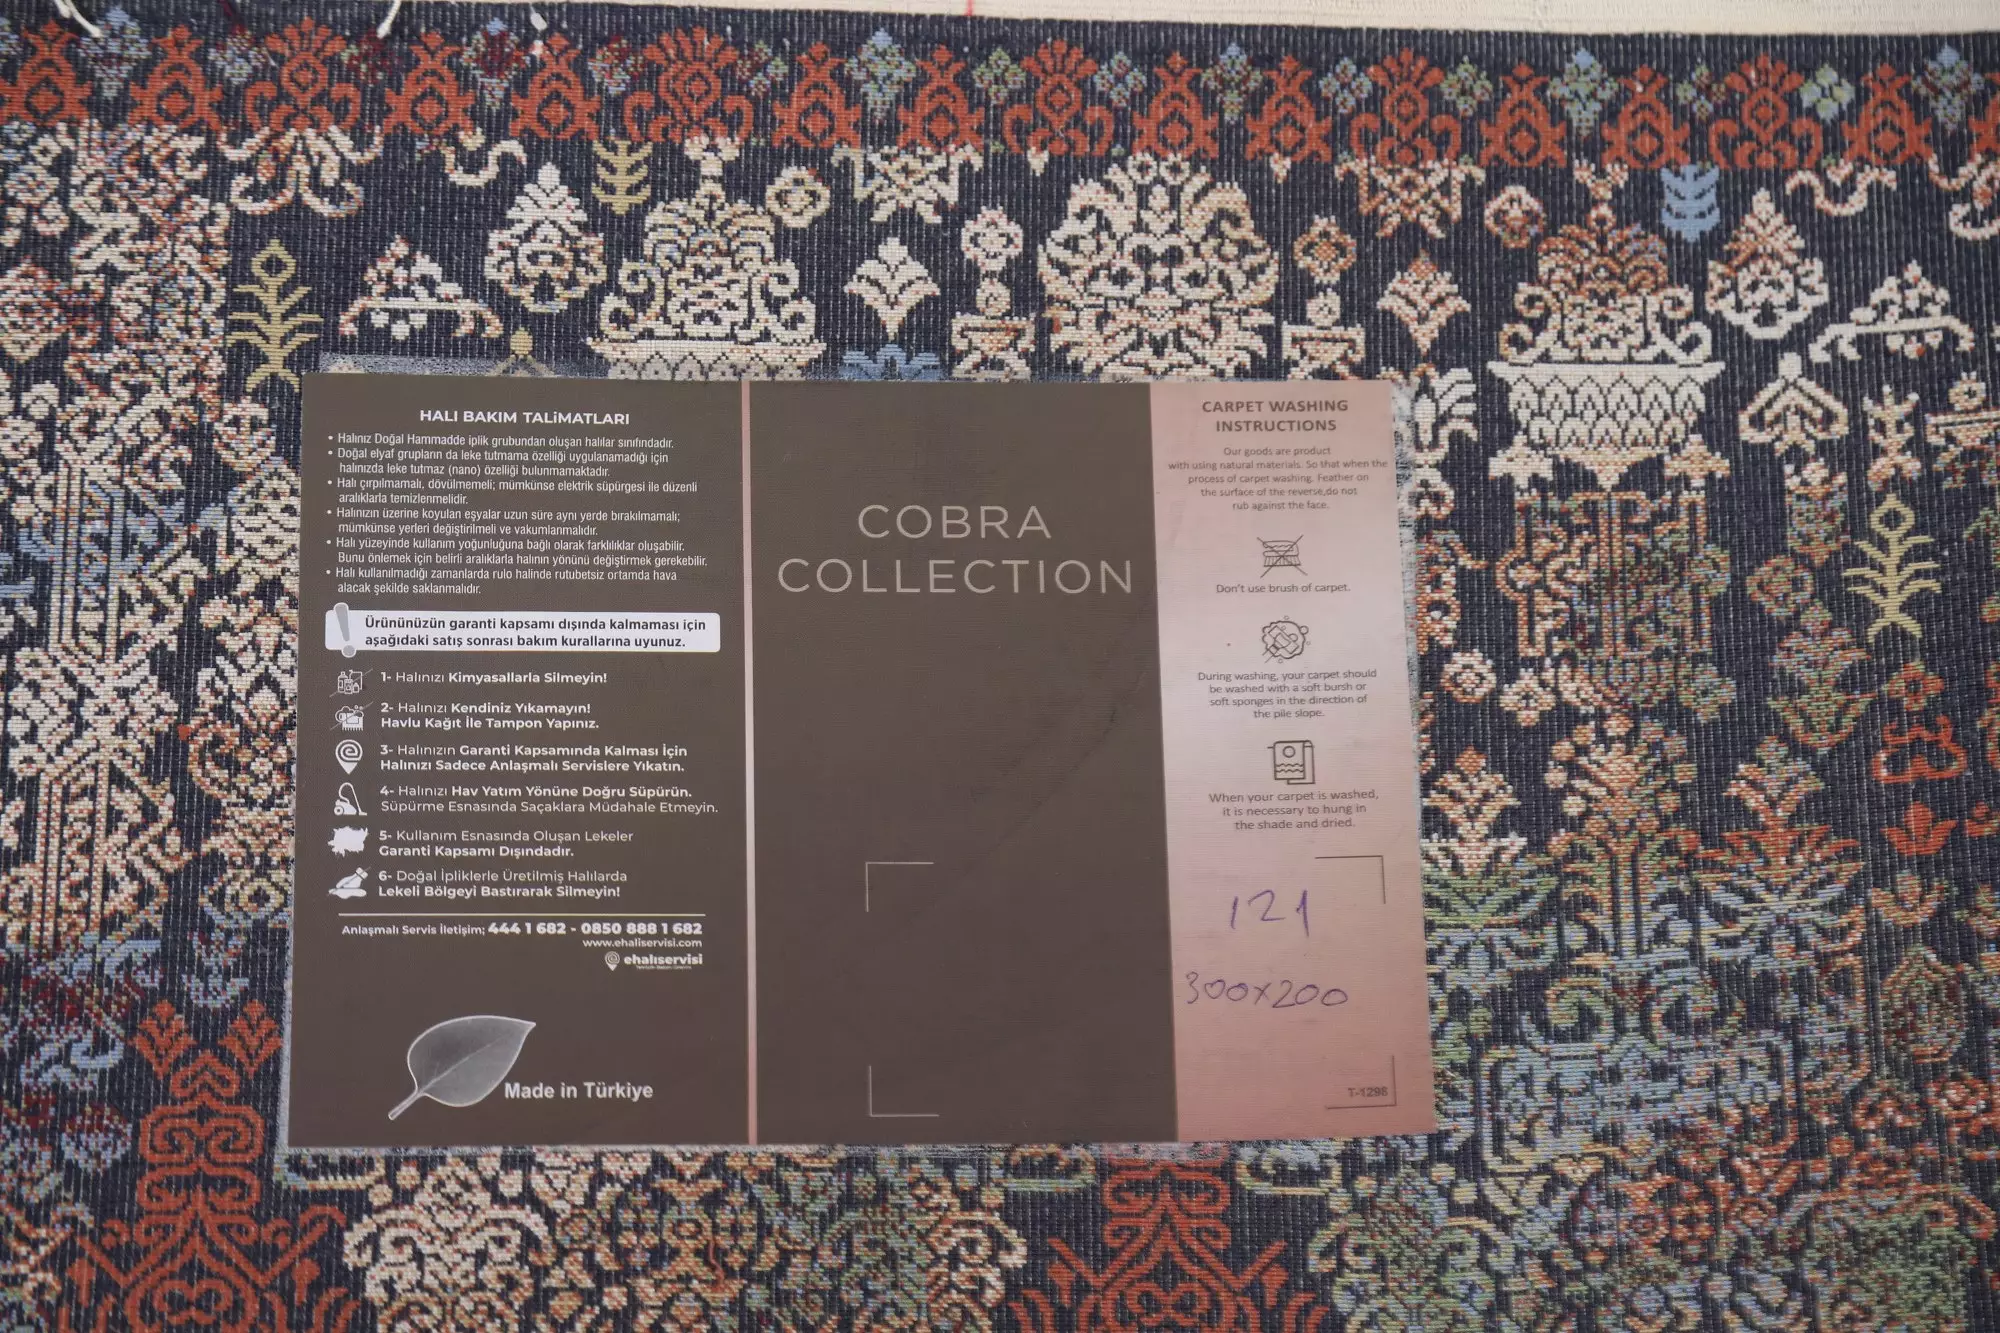 HALI BAKIM TALİMATLARI
• Halınız Doğal Hammadde iplik grubundan oluşan halılar sınıfındadır.
• Doğal elyaf grupların da leke tutmama özelliği uygulanamadığı için
halınızda leke tutmaz (nano) özelliği bulunmamaktadır.
• Halı çırpılmamalı, dövülmemeli; mümkünse elektrik süpürgesi ile düzenli
aralıklarla temizlenmelidir.
• Halınızın üzerine koyulan eşyalar uzun süre aynı yerde bırakılmamalı;
mümkünse yerleri değiştirilmeli ve vakumlanmalıdır.
• Halı yüzeyinde kullanım yoğunluğuna bağlı olarak farklılıklar oluşabilir.
Bunu önlemek için belirli aralıklarla halının yönünü değiştirmek gerekebilir.
• Halı kullanılmadığı zamanlarda rulo halinde rutubetsiz ortamda hava
alacak şekilde saklanmalıdır.
Ürününüzün garanti kapsamı dışında kalmaması için
aşağıdaki satış sonrası bakım kurallarına uyunuz.
1- Halınızı Kimyasallarla Silmeyin!
2- Halınızı Kendiniz Yıkamayın!
Havlu Kağıt İle Tampon Yapınız.
3- Halınızın Garanti Kapsamında Kalması İçin
Halınızı Sadece Anlaşmalı Servislere Yıkatın.
4- Halınızı Hav Yatım Yönüne Doğru Süpürün.
Süpürme Esnasında Saçaklara Müdahale Etmeyin.
5- Kullanım Esnasında Oluşan Lekeler
Garanti Kapsamı Dışındadır.
6- Doğal İpliklerle Üretilmiş Halılarda
Lekeli Bölgeyi Bastırarak Silmeyin!
Anlaşmalı Servis İletişim; 444 1 682 - 0850 888 1 682
www.ehaliservisi.com
ehalıservisi
Made in Türkiye
COBRA
COLLECTION
CARPET WASHING
INSTRUCTIONS
Our goods are product
with using natural materials. So that when the
process of carpet washing. Feather on
the surface of the reverse,do not
rub against the face.
Don't use brush of carpet.
During washing, your carpet should
be washed with a soft bursh or
soft sponges in the direction of
the pile slope.
When your carpet is washed,
it is necessary to hung in
the shade and dried.
121
300x200
T-1298